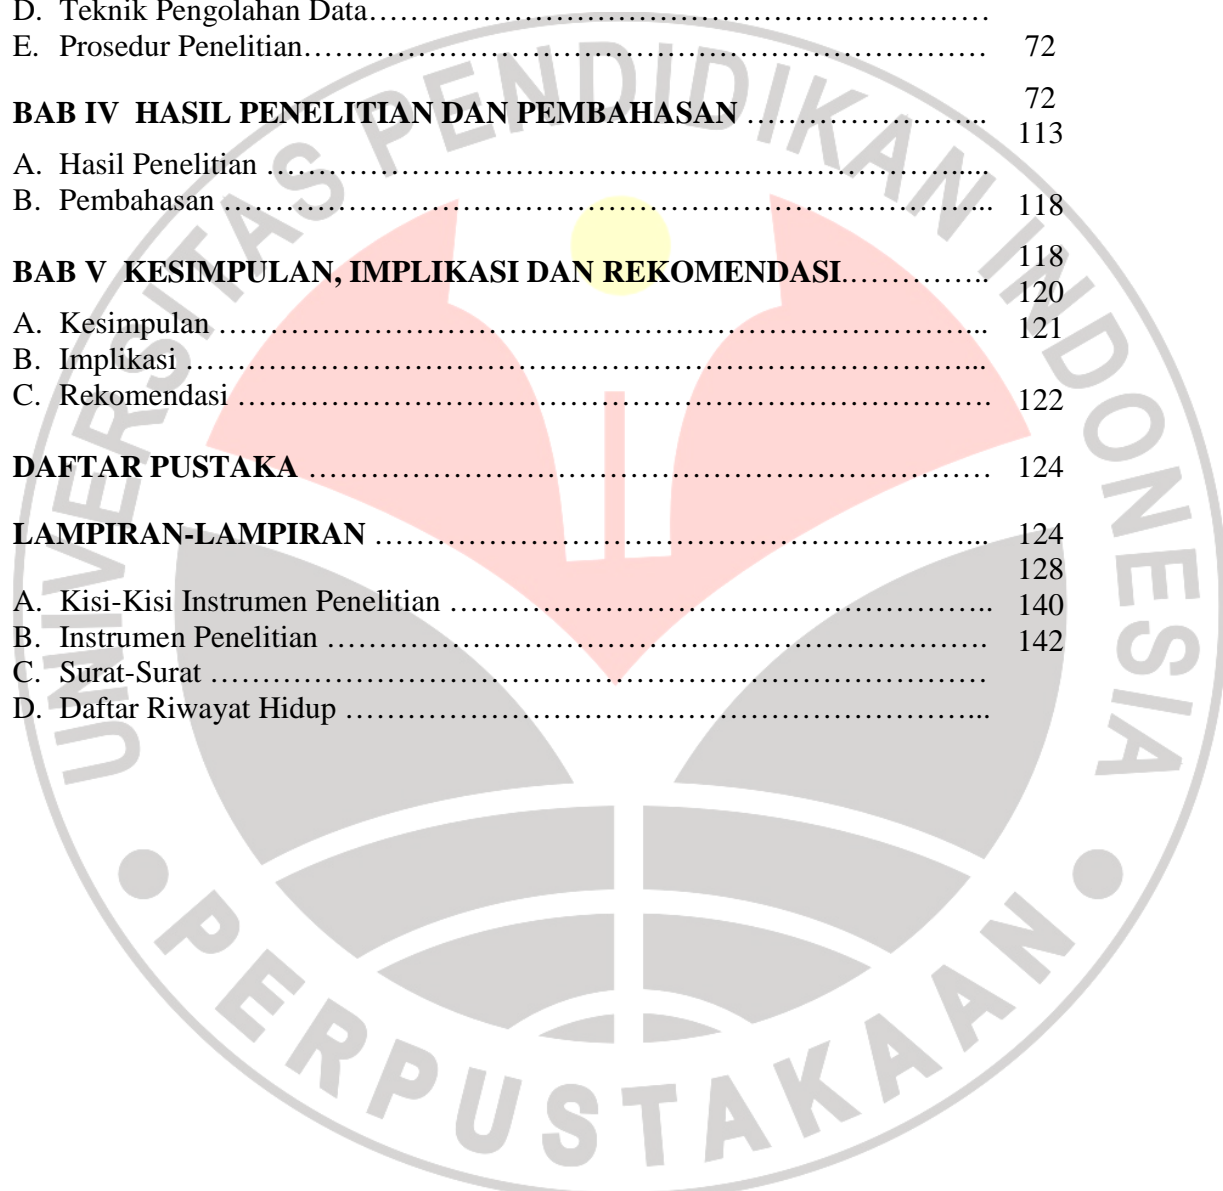 D. Teknik Pengolahan Data……………………………………………………
E. Prosedur Penelitian………………………………………………………… 72
BAB IV HASIL PENELITIAN DAN PEMBAHASAN ………………….... 72
113
A. Hasil Penelitian ………………………………………………………….....
B. Pembahasan ………………………………………………………………... 118
118
BAB V KESIMPULAN, IMPLIKASI DAN REKOMENDASI………….. 
120
A. Kesimpulan ………………………………………………………………... 121
B. Implikasi …………………………………………………………………...
C. Rekomendasi ………………………………………………………………. 122
DAFTAR PUSTAKA ………………………………………………………… 124
LAMPIRAN-LAMPIRAN …………………………………………………... 124
128
A. Kisi-Kisi Instrumen Penelitian …………………………………………….. 140
B. Instrumen Penelitian ………………………………………………………. 142
C. Surat-Surat …………………………………………………………………
D. Daftar Riwayat Hidup ……………………………………………………...
UNIVERSITAS PENDIDIKAN INDONESIA
PERPUSTAKAAN